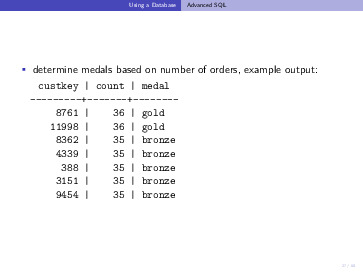 Using a Database Advanced SQL
determine medals based on number of orders, example output:
custkey | count | medal
---------+-------+--------
8761 | 36 | gold
11998 | 36 | gold
8362 | 35 | bronze
4339 | 35 | bronze
388 | 35 | bronze
3151 | 35 | bronze
9454 | 35 | bronze